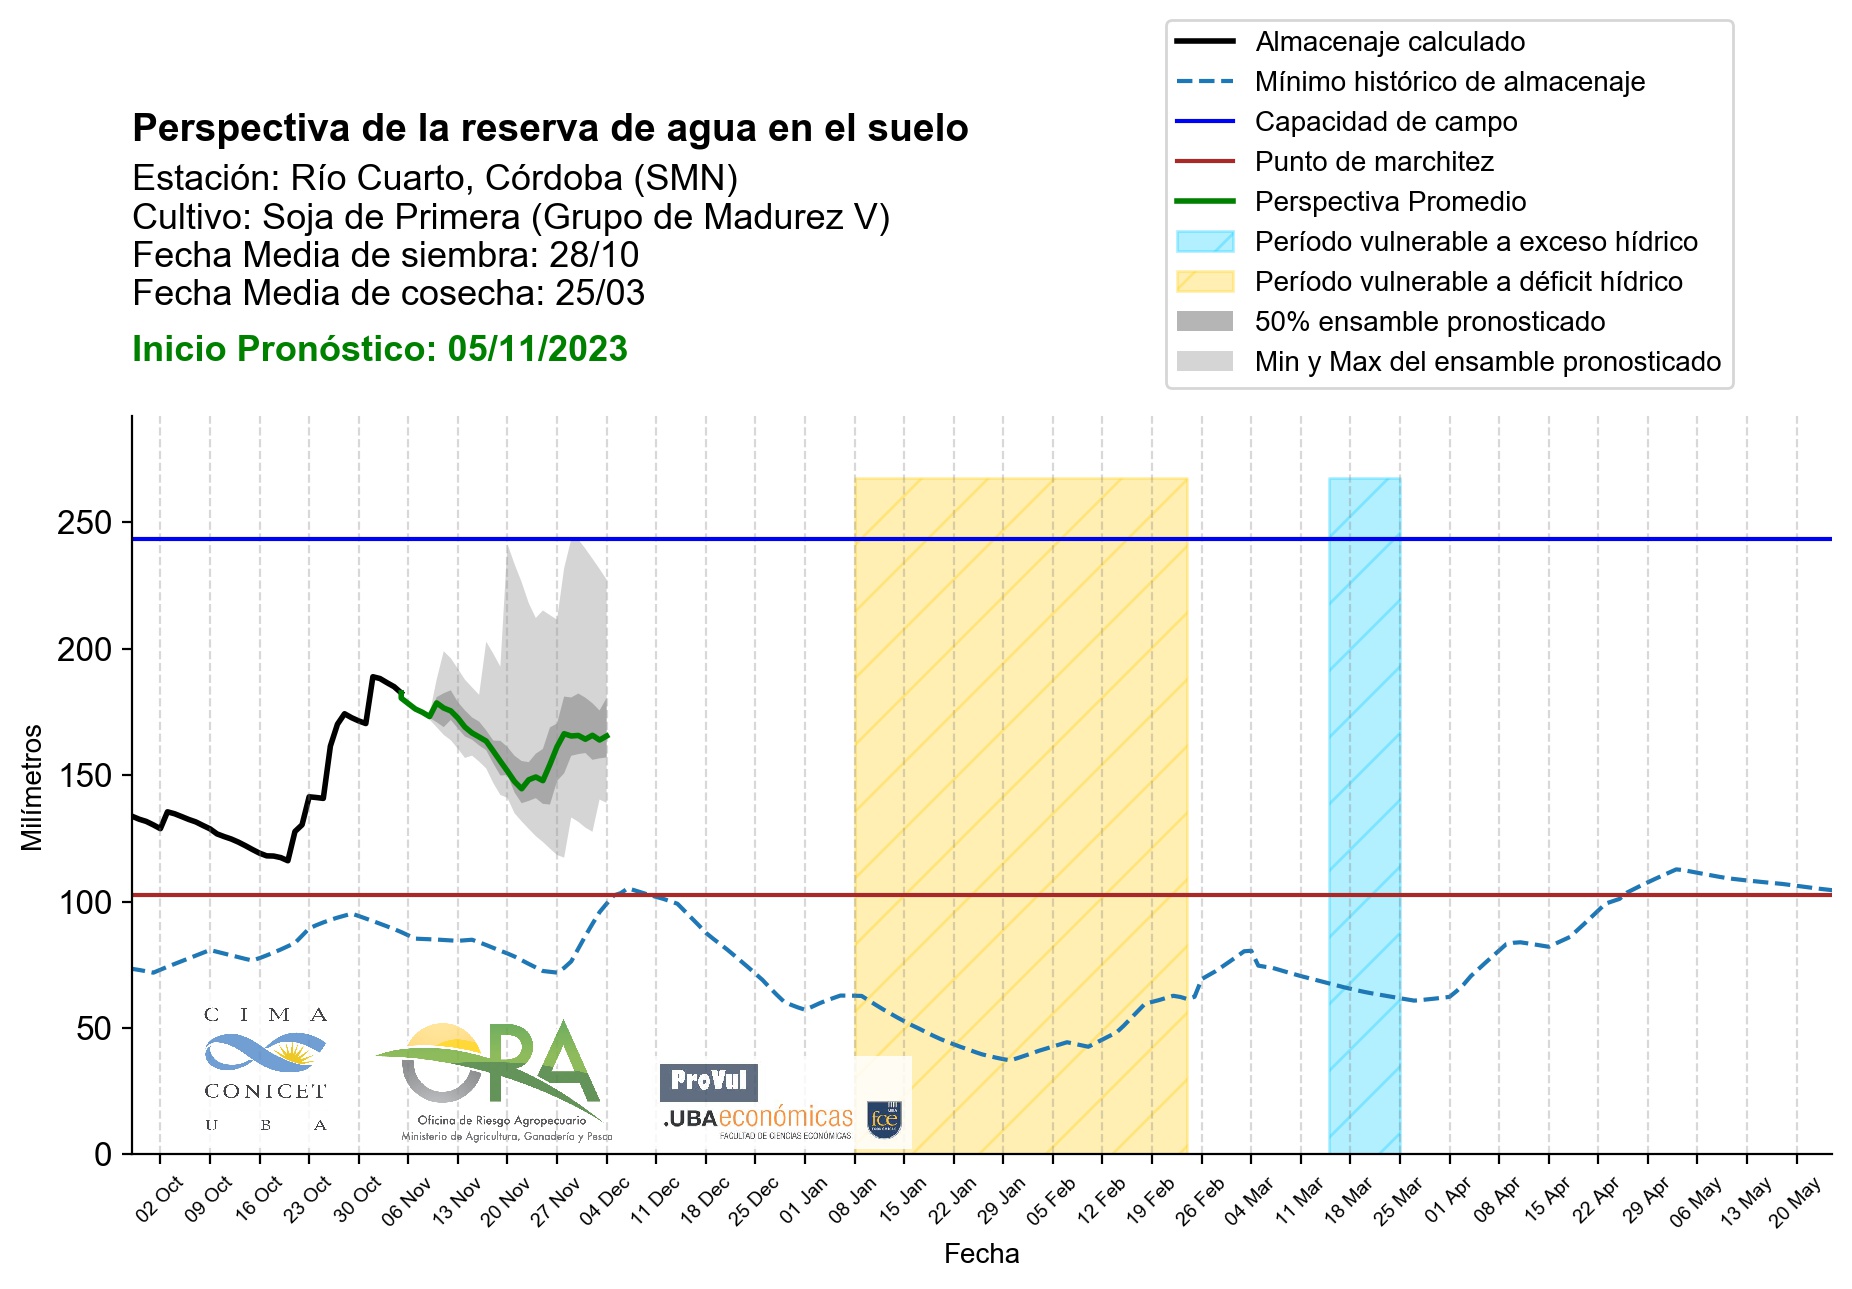 Almacenaje calculado
Mínimo histórico de almacenaje
Capacidad de campo
Punto de marchitez
Perspectiva Promedio
Período vulnerable a exceso hídrico
Período vulnerable a déficit hídrico
50% ensamble pronosticado
Min y Max del ensamble pronosticado
Perspectiva de la reserva de agua en el suelo
Estación: Río Cuarto, Córdoba (SMN)
Cultivo: Soja de Primera (Grupo de Madurez V)
Fecha Media de siembra: 28/10
Fecha Media de cosecha: 25/03
Inicio Pronóstico: 05/11/2023
Milímetros
250
200
150
100
50
0
CIMA
CONICET
UBA
ORA
Oficina de Riesgo Agropecuario
Ministerio de Agricultura, Ganadería y Pesca
ProVul
.UBAeconómicas
FACULTAD DE CIENCIAS ECONÓMICAS
fce
02 Oct
09 Oct
16 Oct
23 Oct
30 Oct
06 Nov
13 Nov
20 Nov
27 Nov
04 Dec
11 Dec
18 Dec
25 Dec
01 Jan
08 Jan
15 Jan
22 Jan
29 Jan
05 Feb
12 Feb
19 Feb
26 Feb
04 Mar
11 Mar
18 Mar
25 Mar
01 Apr
08 Apr
15 Apr
22 Apr
29 Apr
06 May
13 May
20 May
Fecha